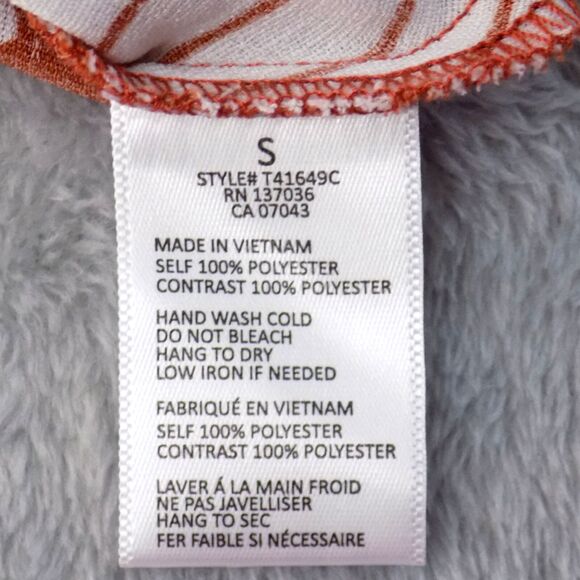 S
STYLE# T41649C
RN 137036
CA 07043
MADE IN VIETNAM
SELF 100% POLYESTER
CONTRAST 100% POLYESTER
HAND WASH COLD
DO NOT BLEACH
HANG TO DRY
LOW IRON IF NEEDED
FABRIQUÉ EN VIETNAM
SELF 100% POLYESTER
CONTRAST 100% POLYESTER
LAVER Á LA MAIN FROID
NE PAS JAVELLISER
HANG TO SEC
FER FAIBLE SI NÉCESSAIRE